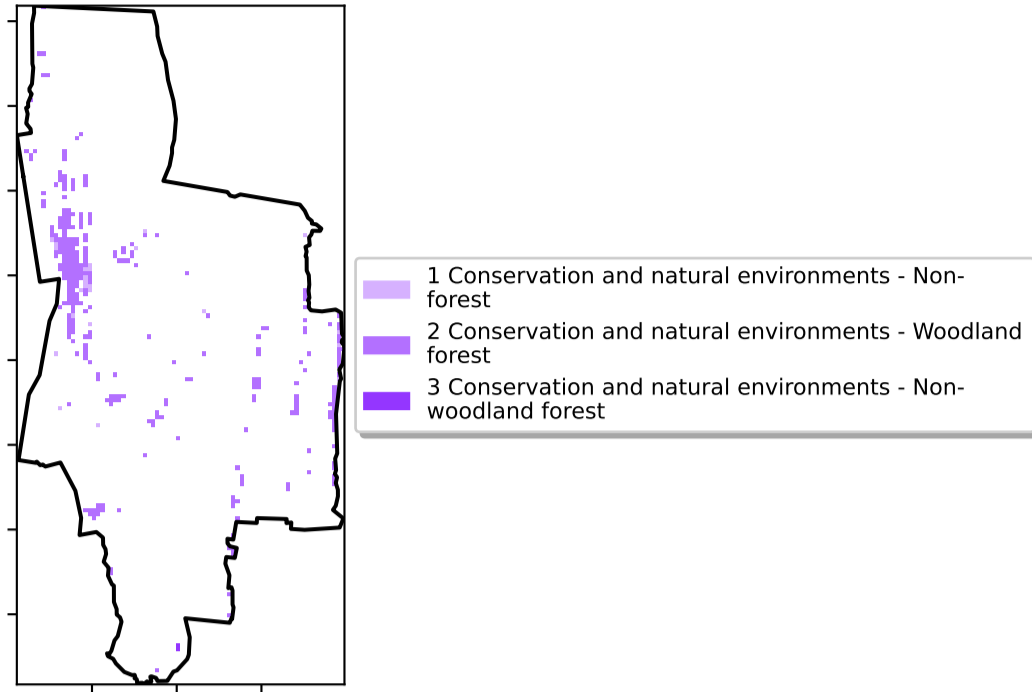 1 Conservation and natural environments - Non-
forest
2 Conservation and natural environments - Woodland
forest
3 Conservation and natural environments - Non-
woodland forest